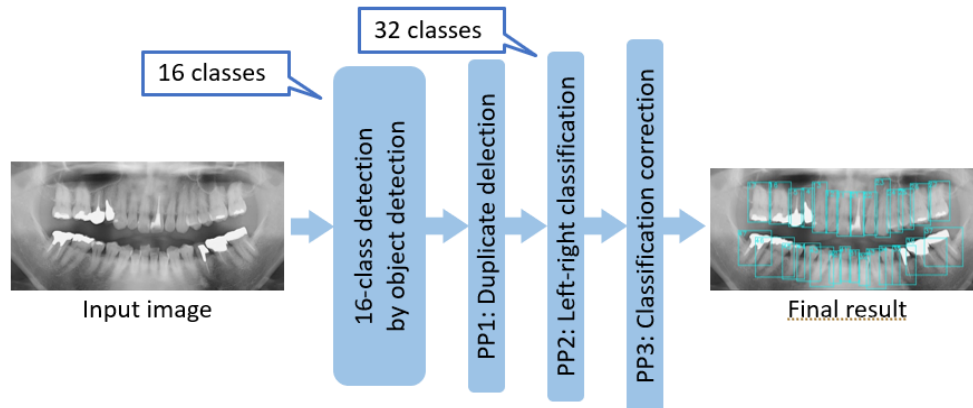 16 classes
32 classes
16-class detection
by object detection
PP1: Duplicate delection
PP2: Left-right classification
PP3: Classification correction
Input image
Final result